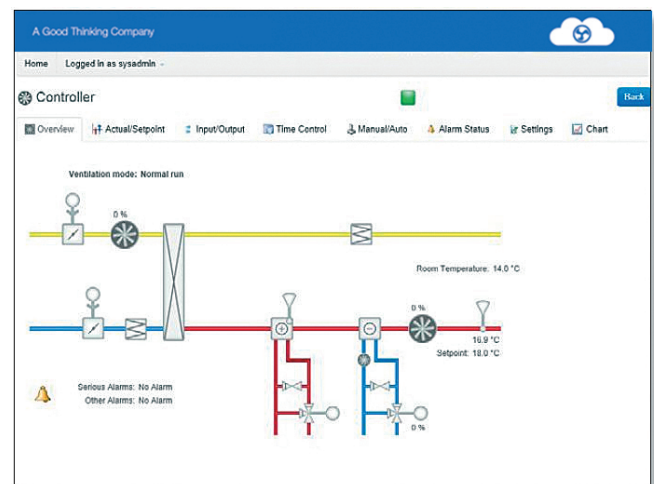 A Good Thinking Company
Home Logged in as sysadmin
Controller Back
Overview Actual/Setpoint Input/Output Time Control Manual/Auto Alarm Status Settings Chart
Ventilation mode: Normal run
0 %
Room Temperature: 14.0 °C
0 %
16.9 °C
Setpoint: 18.0 °C
Serious Alarms: No Alarm
Other Alarms: No Alarm
0 %